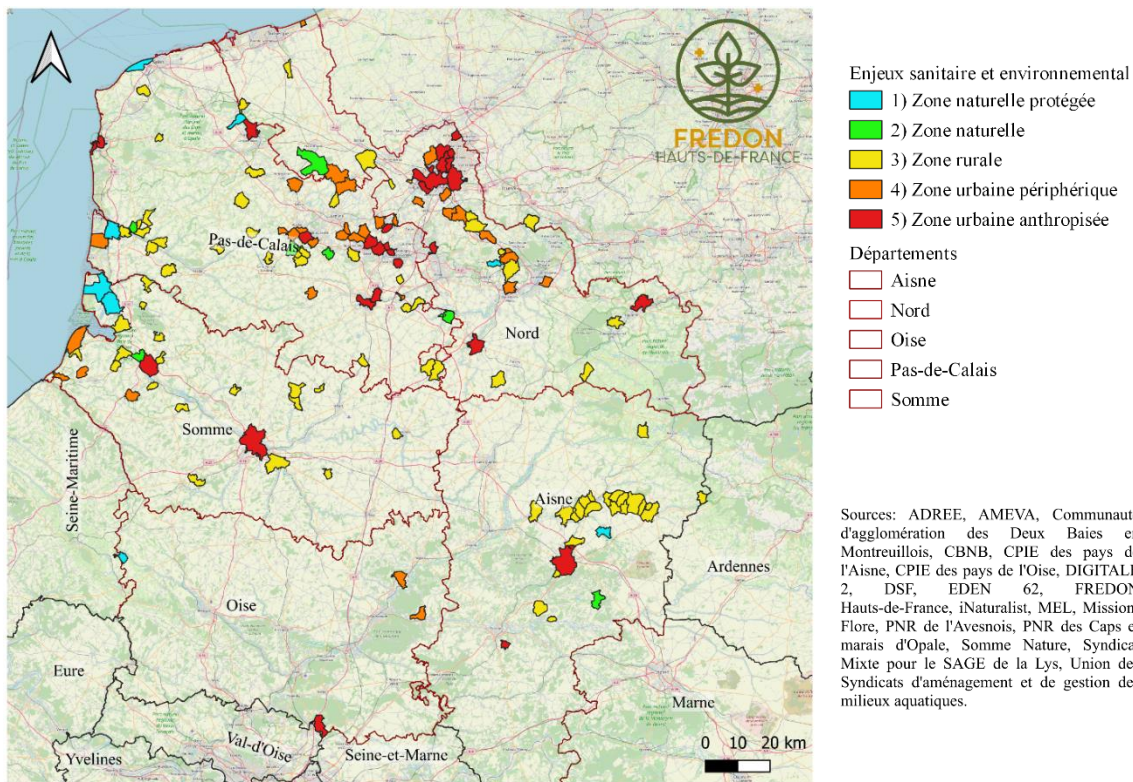 FREDON
HAUTS-DE-FRANCE
Pas-de-Calais
Nord
Somme
Seine-Maritime
Aisne
Ardennes
Oise
Eure
Marne
Val-d'Oise
Yvelines
Seine-et-Marne
0 10 20 km
Enjeux sanitaire et environnemental
1) Zone naturelle protégée
2) Zone naturelle
3) Zone rurale
4) Zone urbaine périphérique
5) Zone urbaine anthropisée
Départements
Aisne
Nord
Oise
Pas-de-Calais
Somme
Sources: ADREE, AMEVA, Communaut
d'agglomération des Deux Baies e
Montreuillois, CBNB, CPIE des pays d
l'Aisne, CPIE des pays de l'Oise, DIGITAL
2, DSF, EDEN 62, FREDON
Hauts-de-France, iNaturalist, MEL, Mission
Flore, PNR de l'Avesnois, PNR des Caps e
marais d'Opale, Somme Nature, Syndica
Mixte pour le SAGE de la Lys, Union de
Syndicats d'aménagement et de gestion de
milieux aquatiques.